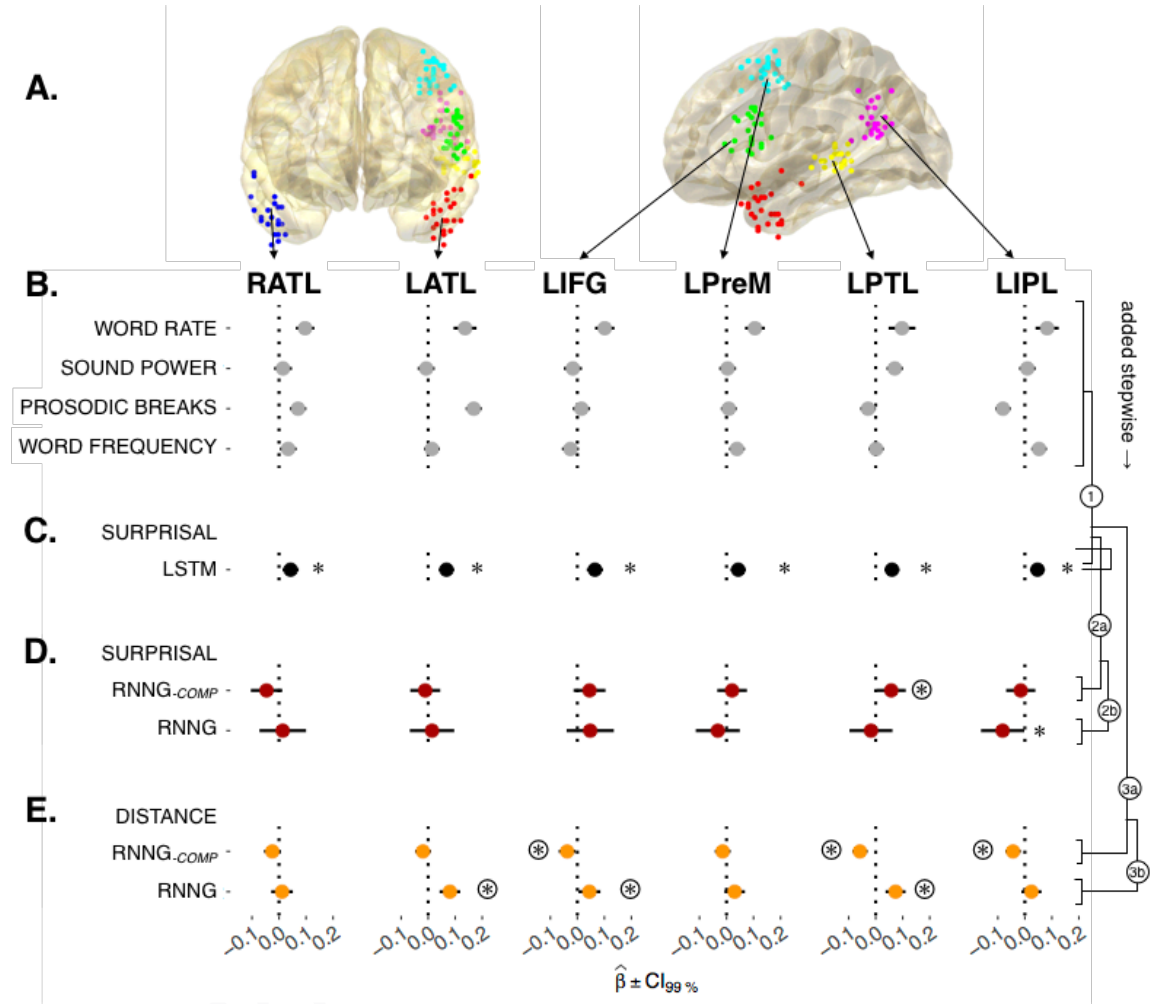 A.
B.
RATL LATL LIFG LPreM LPTL LIPL
WORD RATE -
SOUND POWER -
PROSODIC BREAKS -
WORD FREQUENCY -
added stepwise →
1
C.
SURPRISAL
LSTM - * * * * * *
2a
D.
SURPRISAL
RNNG-COMP - *
2b
RNNG - *
3a
E.
DISTANCE
RNNG-COMP - * * *
3b
RNNG - * * *
−0.1 0.0 0.1 0.2 −0.1 0.0 0.1 0.2 −0.1 0.0 0.1 0.2 −0.1 0.0 0.1 0.2 −0.1 0.0 0.1 0.2 −0.1 0.0 0.1 0.2
β̂ ± CI99 %